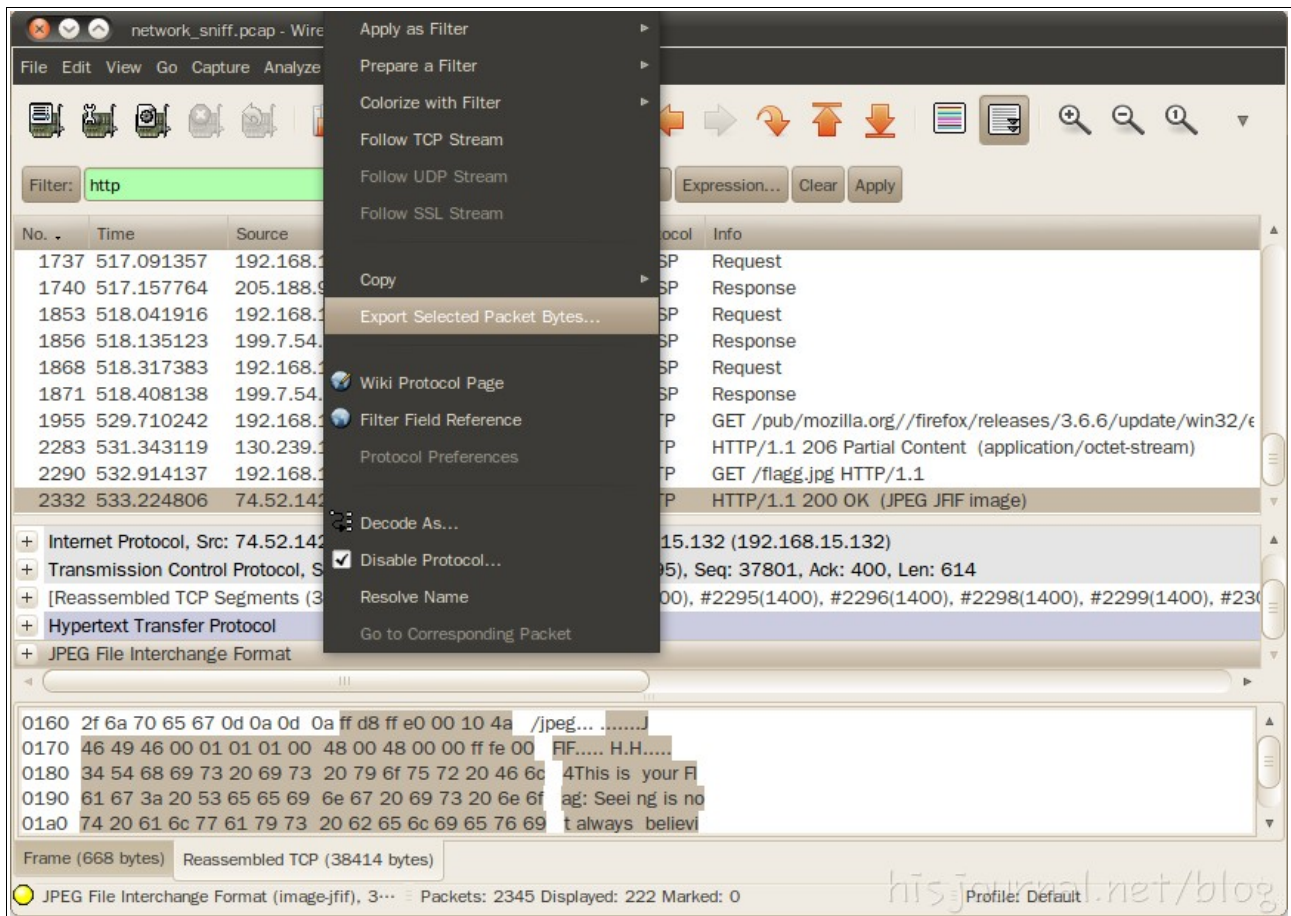 network_sniff.pcap - Wire
File Edit View Go Capture Analyze
Filter: http
Expression... Clear Apply
Apply as Filter
Prepare a Filter
Colorize with Filter
Follow TCP Stream
Follow UDP Stream
Follow SSL Stream
Copy
Export Selected Packet Bytes...
Wiki Protocol Page
Filter Field Reference
Protocol Preferences
Decode As...
Disable Protocol...
Resolve Name
Go to Corresponding Packet
No. Time Source ocol Info
1737 517.091357 192.168.1 SP Request
1740 517.157764 205.188.9 SP Response
1853 518.041916 192.168.1 SP Request
1856 518.135123 199.7.54. SP Response
1868 518.317383 192.168.1 SP Request
1871 518.408138 199.7.54. SP Response
1955 529.710242 192.168.1 TP GET /pub/mozilla.org//firefox/releases/3.6.6/update/win32/e
2283 531.343119 130.239.1 TP HTTP/1.1 206 Partial Content (application/octet-stream)
2290 532.914137 192.168.1 TP GET /flagg.jpg HTTP/1.1
2332 533.224806 74.52.142 TP HTTP/1.1 200 OK (JPEG JFIF image)
+ Internet Protocol, Src: 74.52.142 15.132 (192.168.15.132)
+ Transmission Control Protocol, S 95), Seq: 37801, Ack: 400, Len: 614
+ [Reassembled TCP Segments (3 00), #2295(1400), #2296(1400), #2298(1400), #2299(1400), #230
+ Hypertext Transfer Protocol
+ JPEG File Interchange Format
0160 2f 6a 70 65 67 0d 0a 0d 0a ff d8 ff e0 00 10 4a /jpeg... .......J
0170 46 49 46 00 01 01 01 00 48 00 48 00 00 ff fe 00 FIF..... H.H.....
0180 34 54 68 69 73 20 69 73 20 79 6f 75 72 20 46 6c 4This is your Fl
0190 61 67 3a 20 53 65 65 69 6e 67 20 69 73 20 6e 6f ag: Seei ng is no
01a0 74 20 61 6c 77 61 79 73 20 62 65 6c 69 65 76 69 t always believi
Frame (668 bytes) Reassembled TCP (38414 bytes)
JPEG File Interchange Format (image-jfif), 3··· Packets: 2345 Displayed: 222 Marked: 0 Profile: Default
hisjournal.net/blog